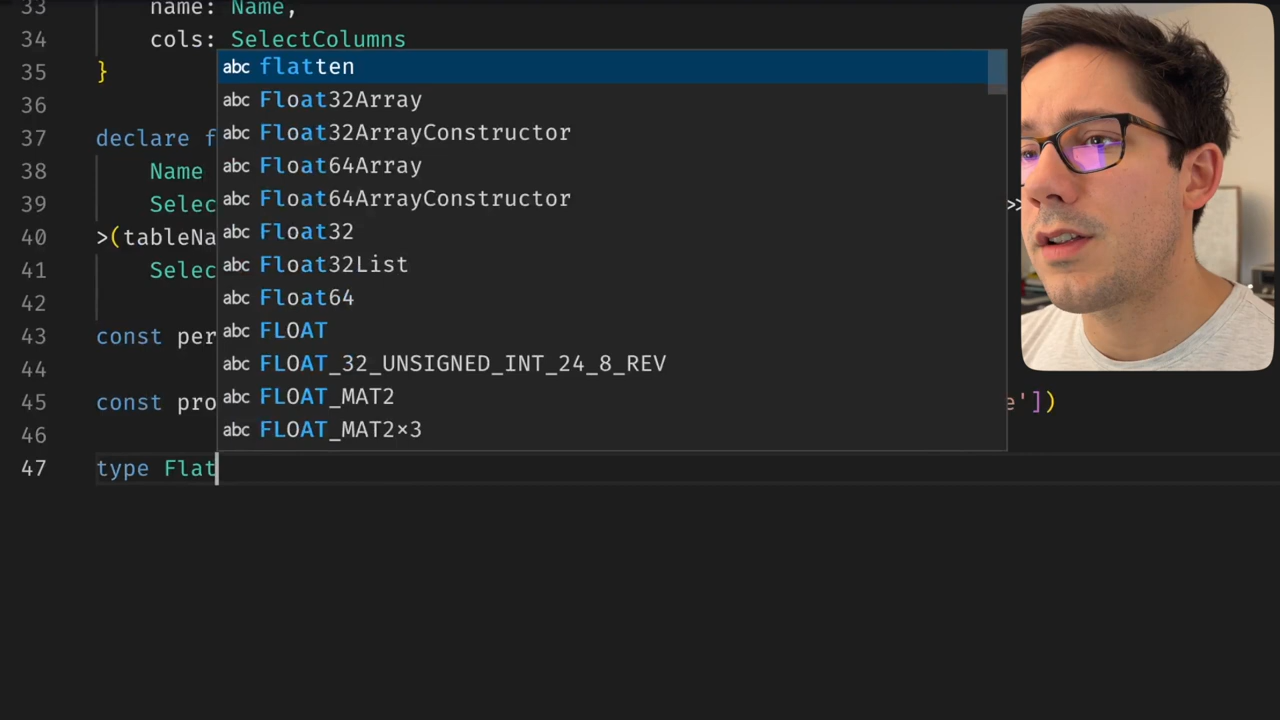 33 name: Name,
34 cols: SelectColumns
35 }
36
37 declare f
38 Name
39 Selec >>
40 >(tableNa
41 Selec
42
43 const per
44
45 const pro e'])
46
47 type Flat
abc flatten
abc Float32Array
abc Float32ArrayConstructor
abc Float64Array
abc Float64ArrayConstructor
abc Float32
abc Float32List
abc Float64
abc FLOAT
abc FLOAT_32_UNSIGNED_INT_24_8_REV
abc FLOAT_MAT2
abc FLOAT_MAT2×3